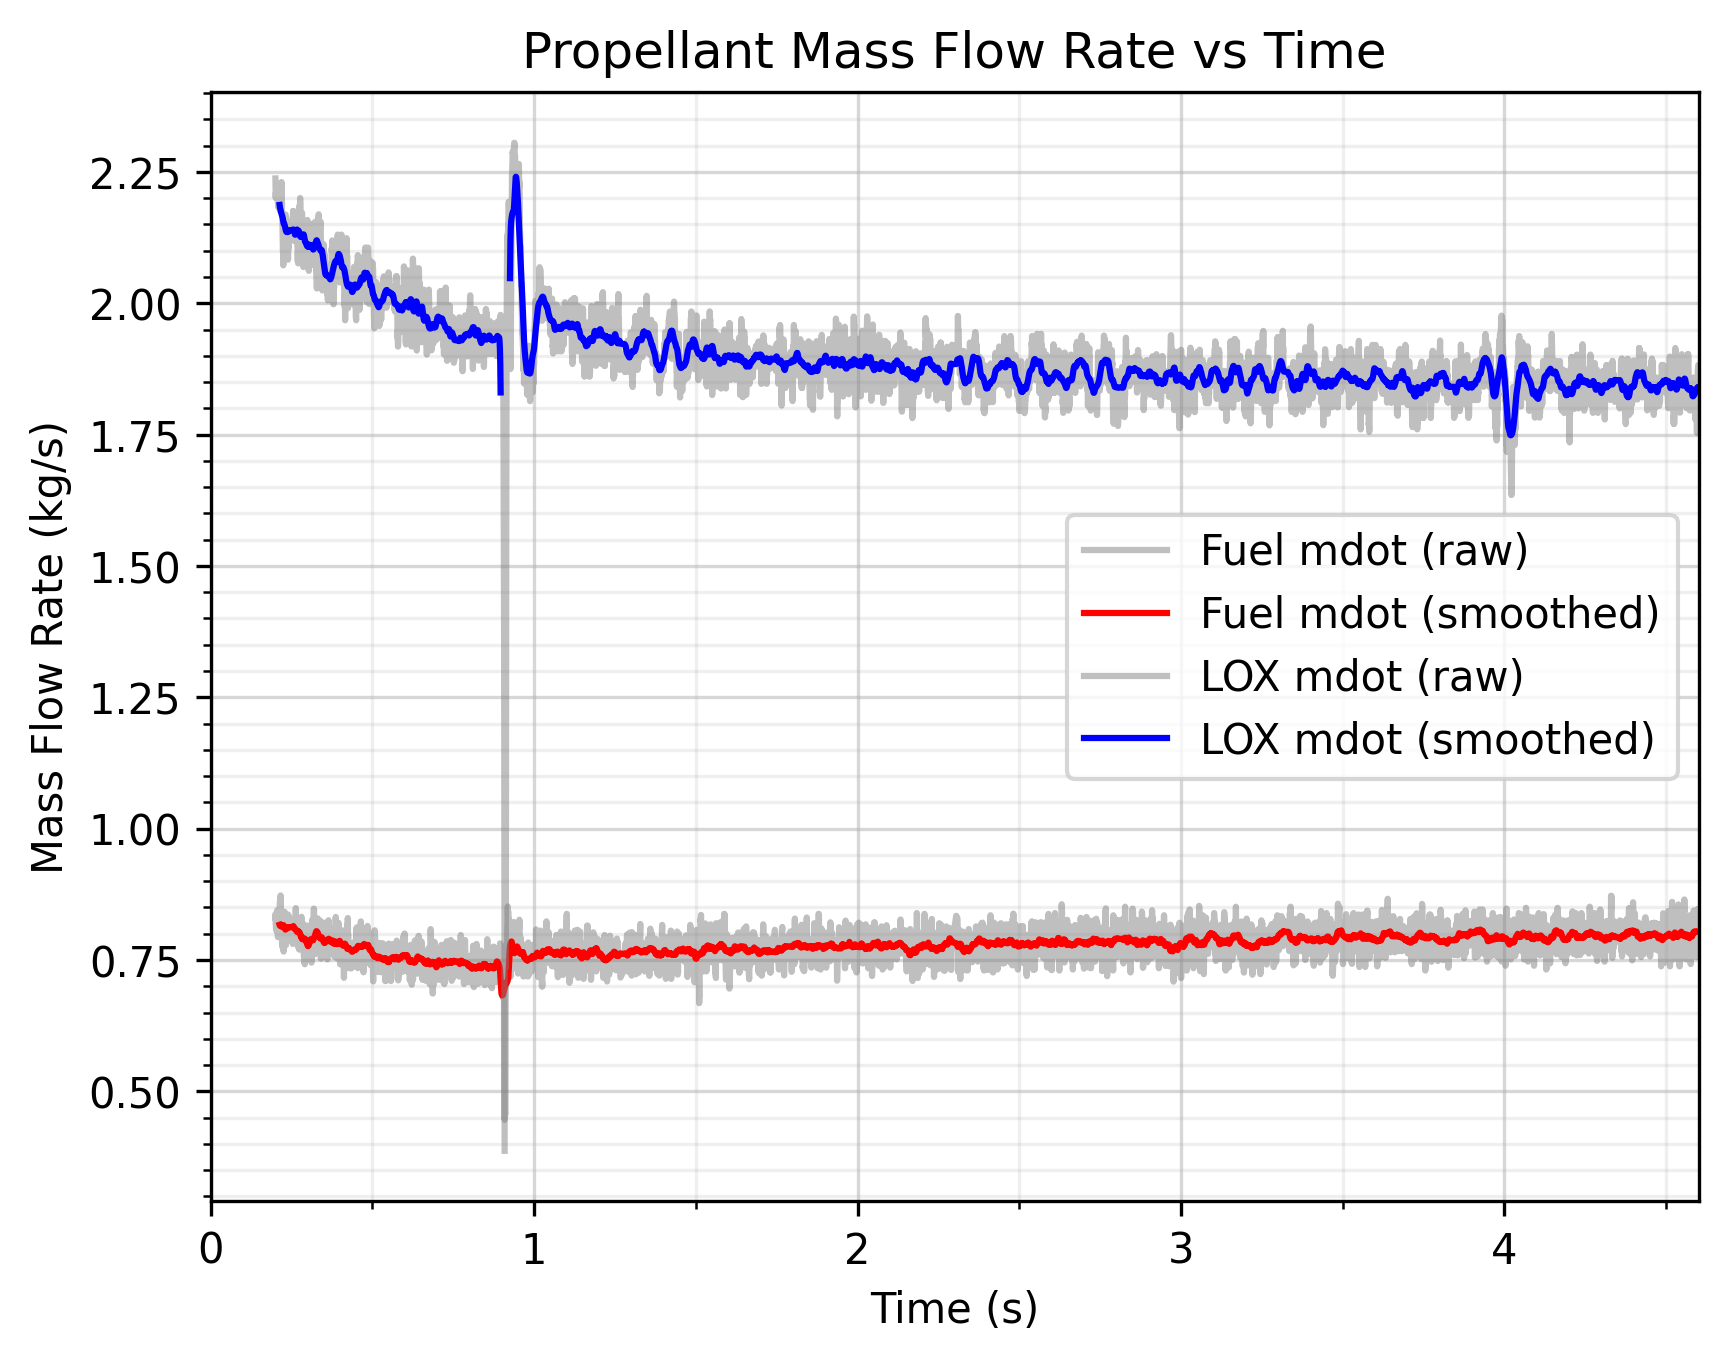 Propellant Mass Flow Rate vs Time
Mass Flow Rate (kg/s)
2.25
2.00
1.75
1.50
1.25
1.00
0.75
0.50
Fuel mdot (raw)
Fuel mdot (smoothed)
LOX mdot (raw)
LOX mdot (smoothed)
0 1 2 3 4
Time (s)